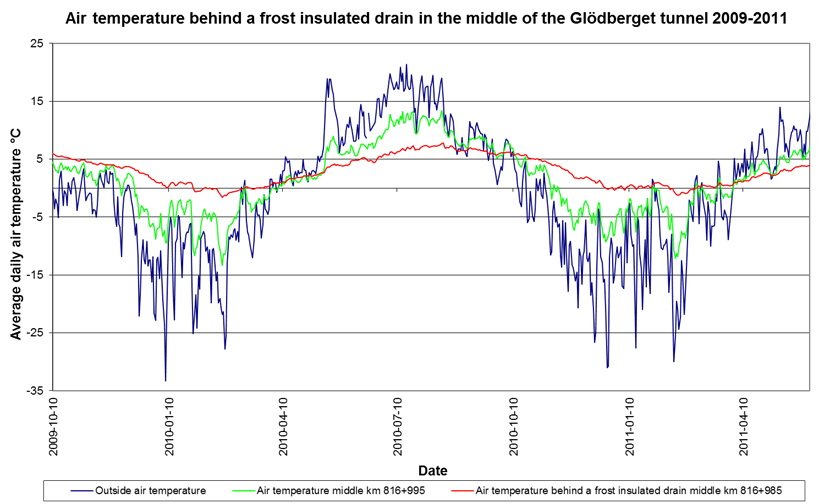 Air temperature behind a frost insulated drain in the middle of the Glödberget tunnel 2009-2011
Average daily air temperature °C
25
15
5
-5
-15
-25
-35
2009-10-10
2010-01-10
2010-04-10
2010-07-10
2010-10-10
2011-01-10
2011-04-10
Date
Outside air temperature
Air temperature middle km 816+995
Air temperature behind a frost insulated drain middle km 816+985